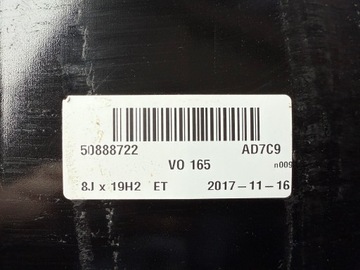 50888722 AD7C9
VO 165 n009
8J x 19H2 ET 2017-11-16